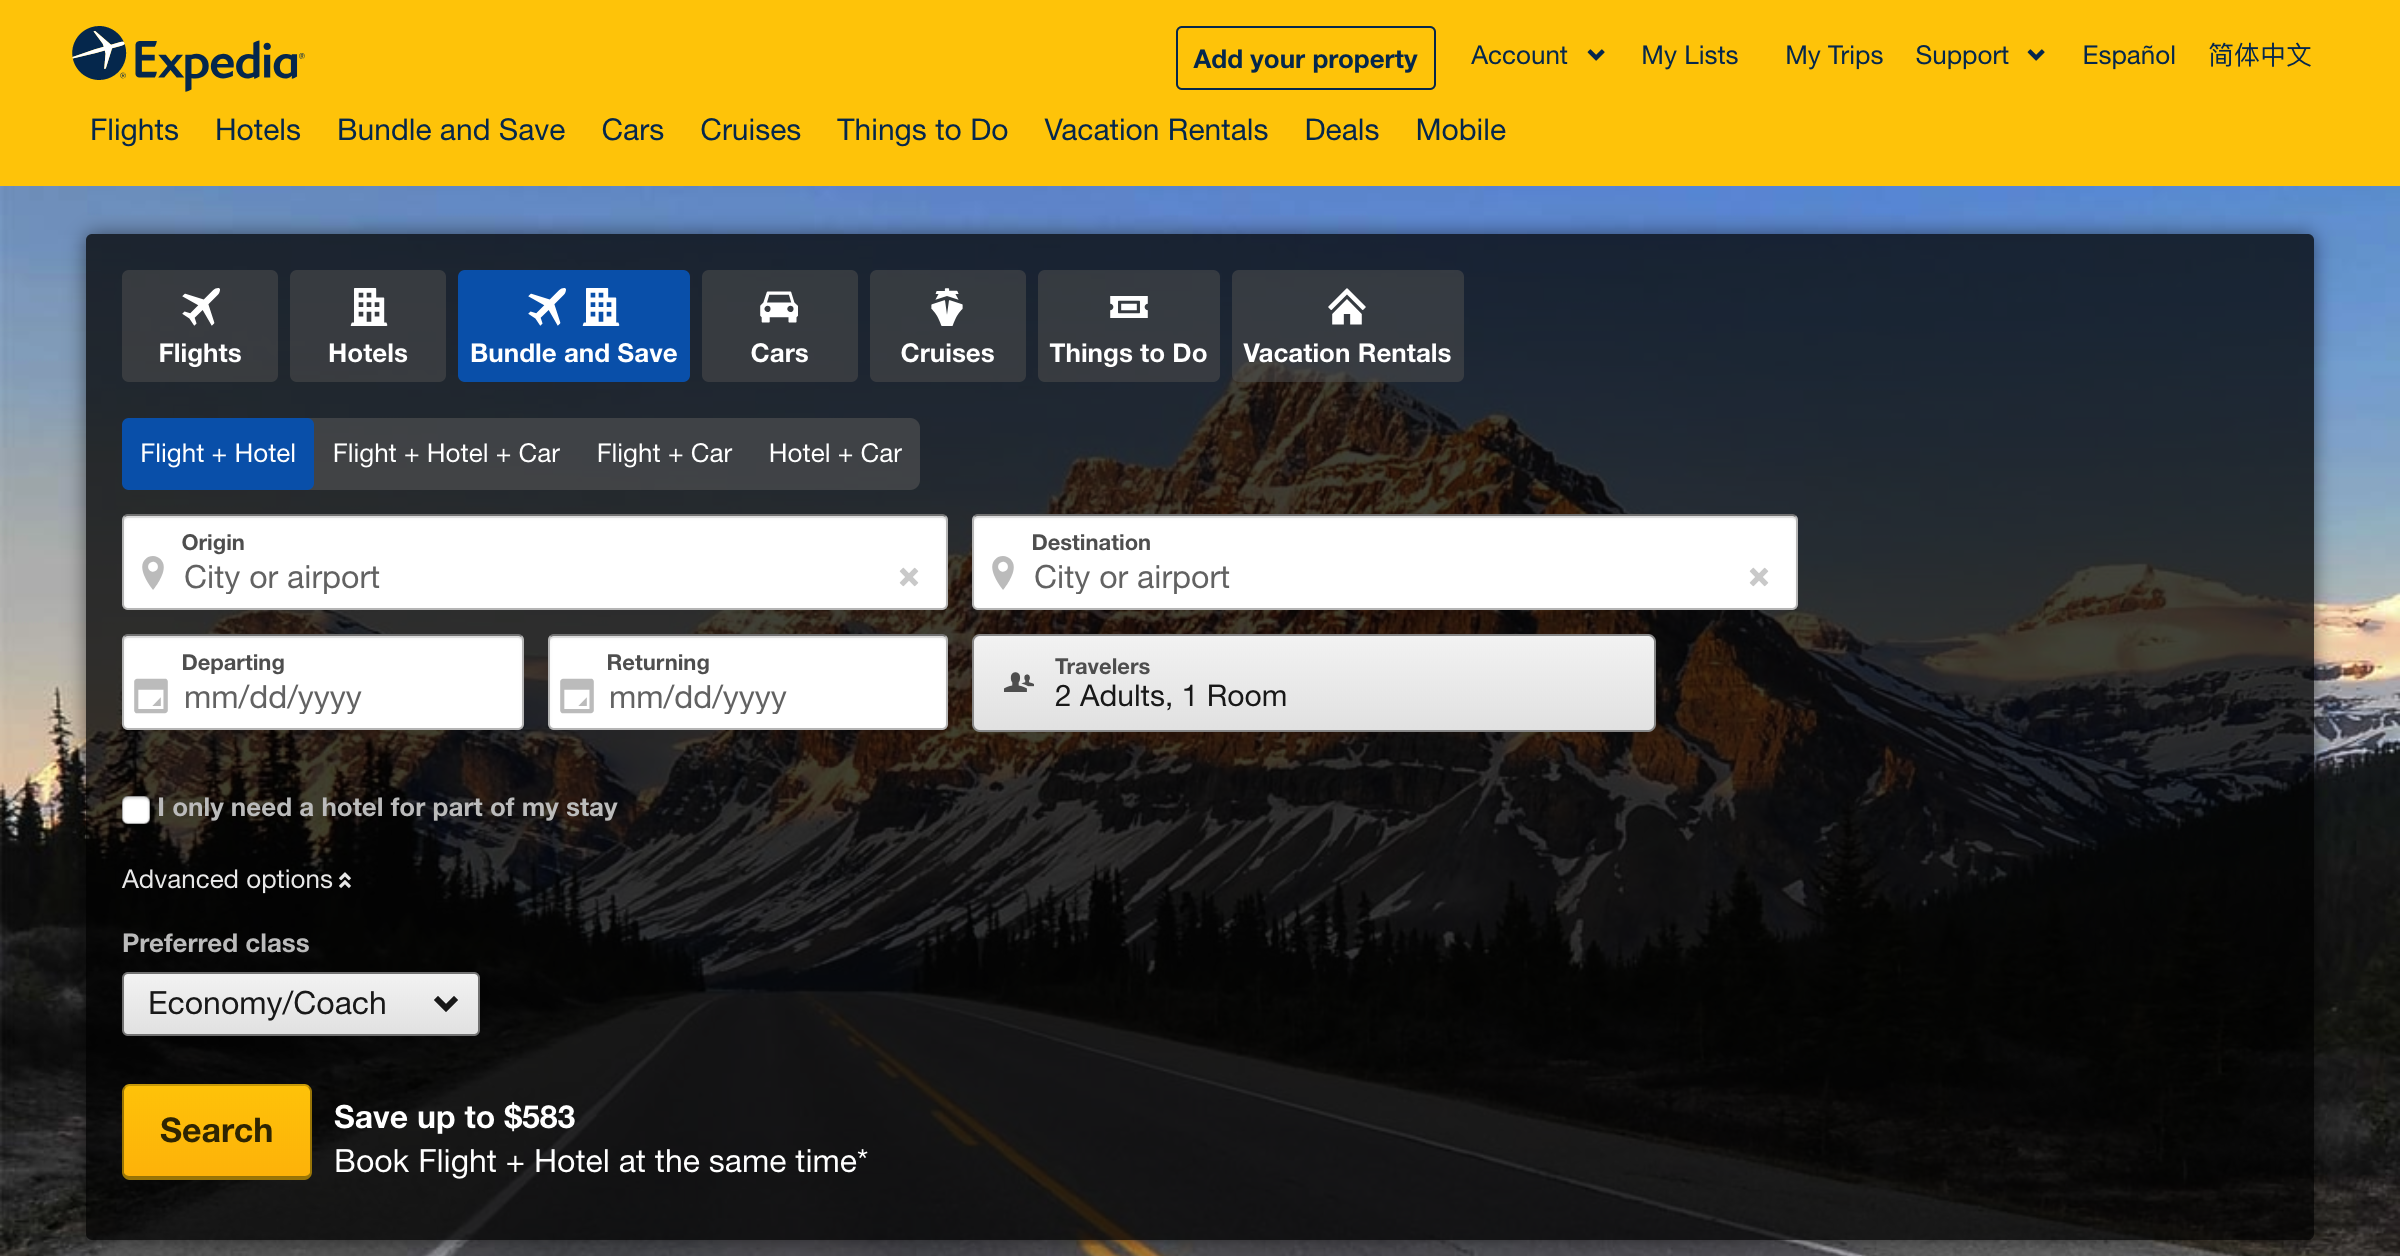 Expedia
Add your property
Account
My Lists
My Trips
Support
Español
简体中文
Flights
Hotels
Bundle and Save
Cars
Cruises
Things to Do
Vacation Rentals
Deals
Mobile
Flights
Hotels
Bundle and Save
Cars
Cruises
Things to Do
Vacation Rentals
Flight + Hotel
Flight + Hotel + Car
Flight + Car
Hotel + Car
Origin
City or airport
Destination
City or airport
Departing
mm/dd/yyyy
Returning
mm/dd/yyyy
Travelers
2 Adults, 1 Room
I only need a hotel for part of my stay
Advanced options
Preferred class
Economy/Coach
Search
Save up to $583
Book Flight + Hotel at the same time*